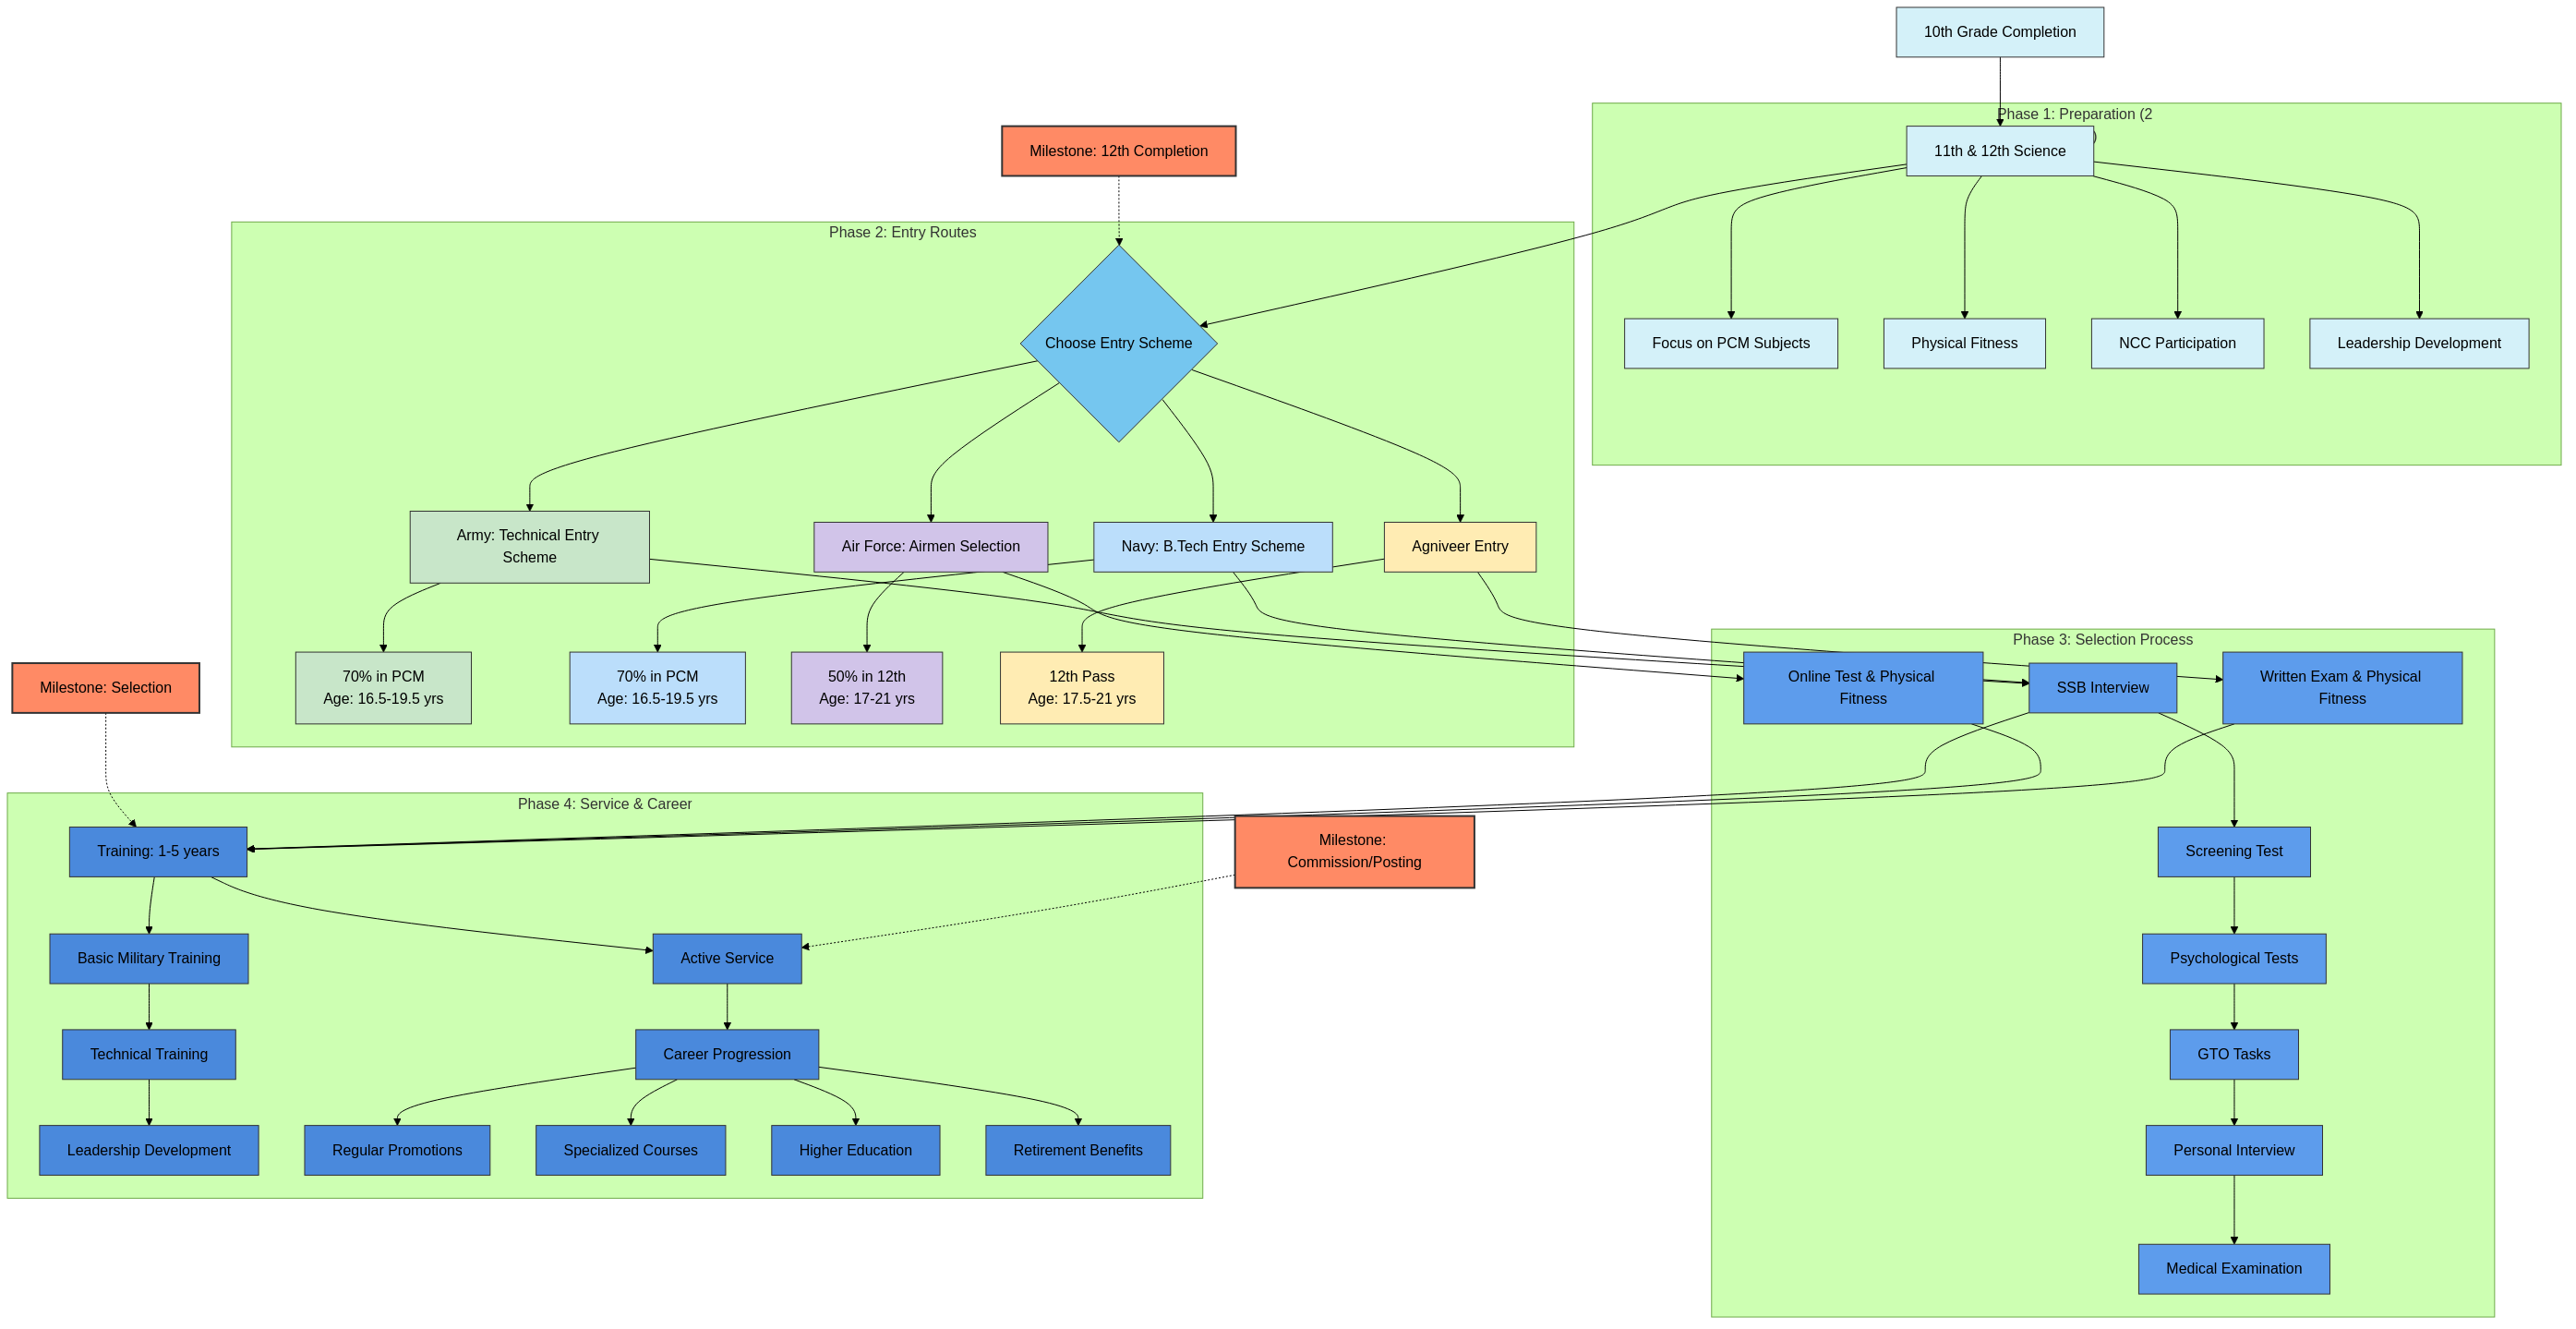 10th Grade Completion
Phase 1: Preparation (2
)
11th & 12th Science
Focus on PCM Subjects
Physical Fitness
NCC Participation
Leadership Development
Milestone: 12th Completion
Phase 2: Entry Routes
Choose Entry Scheme
Army: Technical Entry
Scheme
Air Force: Airmen Selection
Navy: B.Tech Entry Scheme
Agniveer Entry
70% in PCM
Age: 16.5-19.5 yrs
70% in PCM
Age: 16.5-19.5 yrs
50% in 12th
Age: 17-21 yrs
12th Pass
Age: 17.5-21 yrs
Phase 3: Selection Process
Online Test & Physical
Fitness
SSB Interview
Written Exam & Physical
Fitness
Screening Test
Psychological Tests
GTO Tasks
Personal Interview
Medical Examination
Milestone: Selection
Phase 4: Service & Career
Training: 1-5 years
Milestone:
Commission/Posting
Basic Military Training
Active Service
Technical Training
Career Progression
Leadership Development
Regular Promotions
Specialized Courses
Higher Education
Retirement Benefits